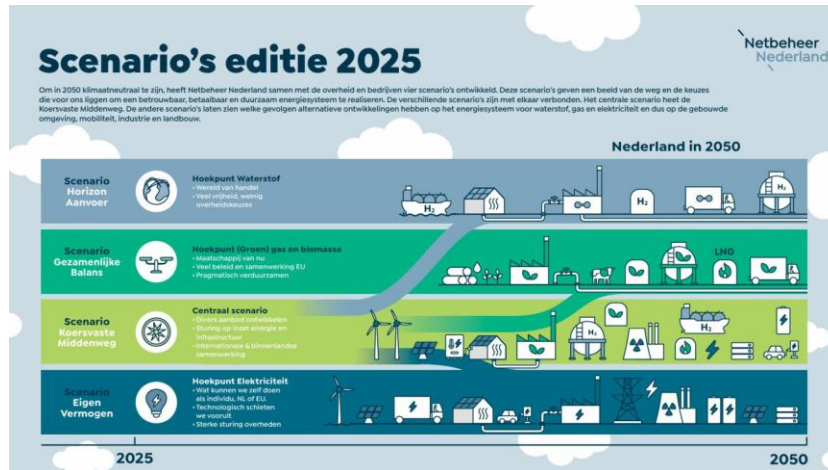 Scenario's editie 2025
Netbeheer
Nederland
Om in 2050 klimaatneutraal te zijn, heeft Netbeheer Nederland samen met de overheid en bedrijven vier scenario's ontwikkeld. Deze scenario's geven een beeld van de weg en de keuzes
die voor ons liggen om een betrouwbaar, betaalbaar en duurzaam energiesysteem te realiseren. De verschillende scenario's zijn met elkaar verbonden. Het centrale scenario heet de
Koersvaste Middenweg. De andere scenario's laten zien welke gevolgen alternatieve ontwikkelingen hebben op het energiesysteem voor waterstof, gas en elektriciteit en dus op de gebouwde
omgeving, mobiliteit, industrie en landbouw.
Nederland in 2050
Scenario
Horizon
Aanvoer
Hoekpunt Waterstof
• Wereld van handel
• Veel vrijheid, weinig
overheidskeuzes
H₂
H₂
H₂
Scenario
Gezamenlijke
Balans
Hoekpunt (Groen) gas en biomassa
• Maatschappij van nu
• Veel beleid en samenwerking EU
• Pragmatisch verduurzamen
LNG
Scenario
Koersvaste
Middenweg
Centraal scenario
• Divers aanbod ontwikkelen
• Sturing op inzet energie en
infrastructuur
• Internationale & binnenlandse
samenwerking
H₂
H₂
Scenario
Eigen
Vermogen
Hoekpunt Elektriciteit
• Wat kunnen we zelf doen
als individu, NL of EU.
• Technologisch schieten
we vooruit
• Sterke sturing overheden
2025
2050